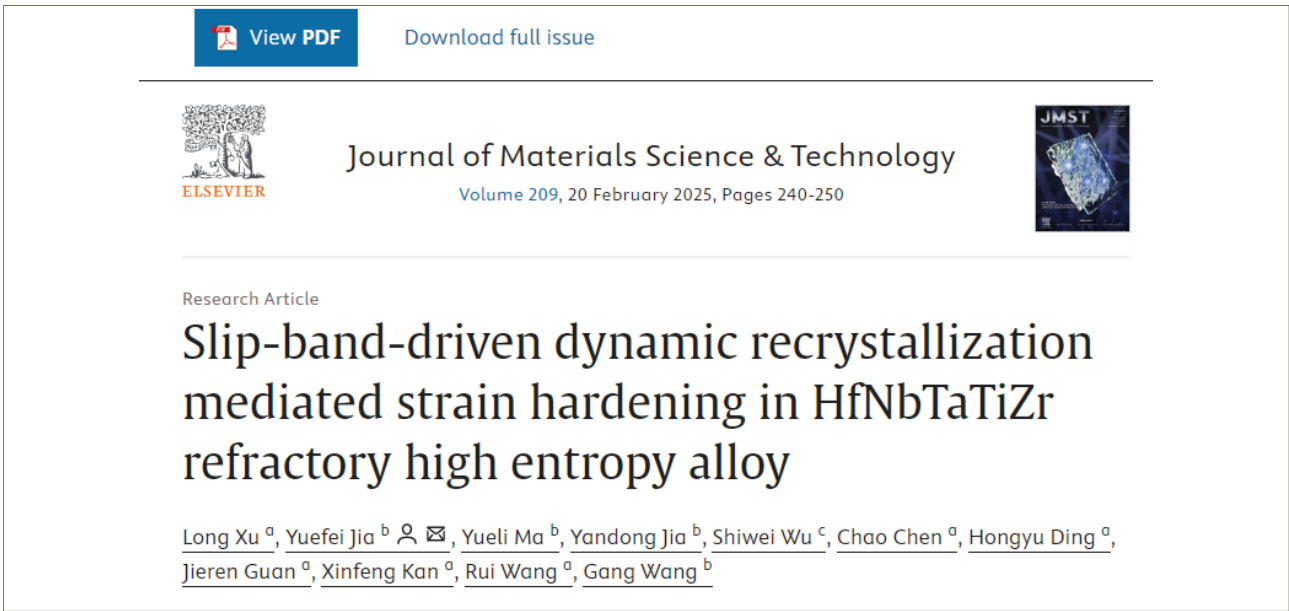 View PDF Download full issue
ELSEVIER
Journal of Materials Science & Technology
Volume 209, 20 February 2025, Pages 240-250
JMST
Research Article
Slip-band-driven dynamic recrystallization
mediated strain hardening in HfNbTaTiZr
refractory high entropy alloy
Long Xu a, Yuefei Jia b, Yueli Ma b, Yandong Jia b, Shiwei Wu c, Chao Chen a, Hongyu Ding a,
Jieren Guan a, Xinfeng Kan a, Rui Wang a, Gang Wang b